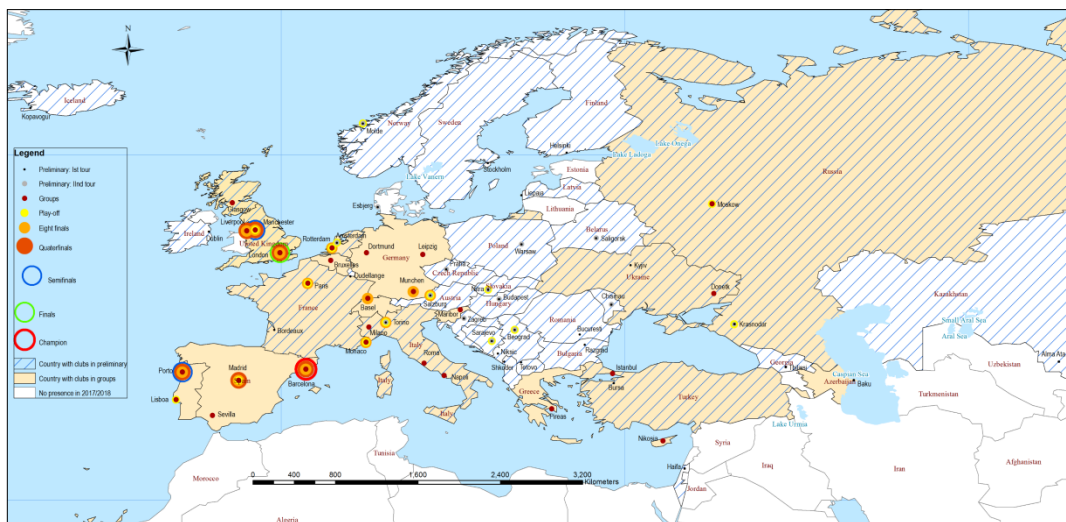 N
Iceland
Kopavogur
Legend
Preliminary: Ist tour
Preliminary: IInd tour
Groups
Play-off
Eight finals
Quaterfinals
Semifinals
Finals
Champion
Country with clubs in preliminary
Country with clubs in groups
No presence in 2017/2018
Norway
Sweden
Finland
Molde
Helsinki
Stockholm
Lake Vanern
Lake Ladoga
Lake Onega
Russia
Estonia
Latvia
Liepaja
Lithuania
Belarus
Saligorsk
Moskow
Glasgow
Liverpool
Manchester
Ireland
Dublin
United Kingdom
London
Esbjerg
Rotterdam
Amsterdam
Bruxelles
Dortmund
Leipzig
Germany
Dudellange
Munchen
Poland
Warsaw
Praha
Czech Republic
Slovakia
Nitra
Austria
Salzburg
Budapest
Hungary
Kyiv
Ukraine
Donetk
Chisinau
Paris
France
Basel
Bordeaux
Maribor
Zagreb
Torino
Milano
Monaco
Italy
Roma
Napoli
Italy
Italy
Sarajevo
Beograd
Niksic
Shkoder
Tetovo
Romania
Bucuresti
Razgrad
Bulgaria
Krasnodar
Kazakhstan
Small Aral Sea
Aral Sea
Alma Ata
Uzbekistan
Georgia
Azerbaijan
Baku
Caspian Sea
Turkmenistan
Porto
Madrid
Lisboa
Sevilla
Barcelona
Greece
Pireas
Istanbul
Bursa
Turkey
Lake Urmia
Nikosia
Syria
Haifa
Jordan
Iraq
Iran
Afghanistan
Morocco
Algeria
Tunisia
0 400 800 1,600 2,400 3,200
Kilometers